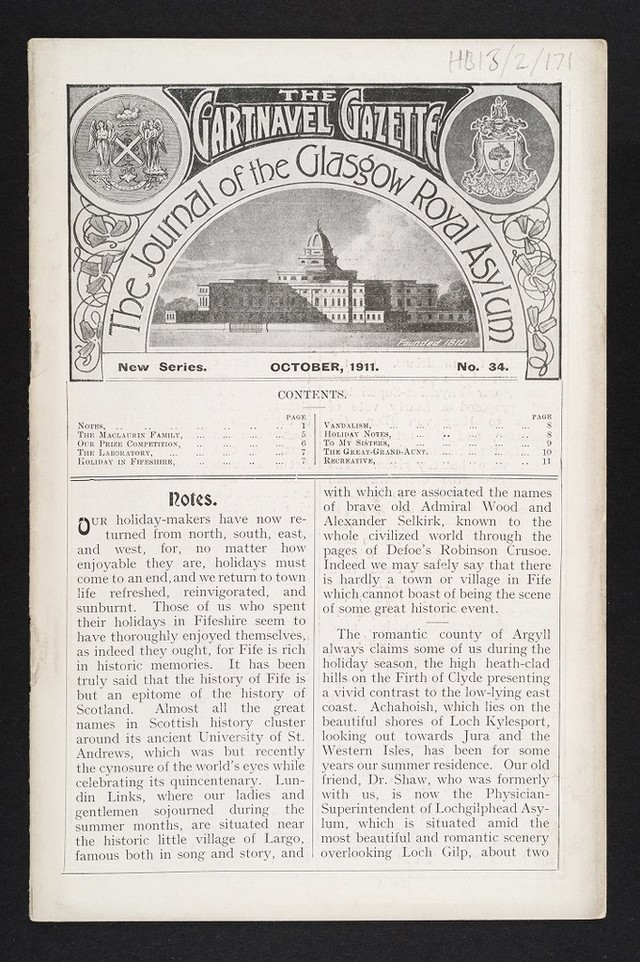 HB13/2/171
THE
GARTNAVEL GAZETTE
The Journal of the Glasgow Royal Asylum
Founded 1810
New Series. OCTOBER, 1911. No. 34.
CONTENTS.
PAGE
NOTES, 1
THE MACLAURIN FAMILY, 5
OUR PRIZE COMPETITION, 6
THE LABORATORY, 7
HOLIDAY IN FIFESHIRE, 7
PAGE
VANDALISM, 8
HOLIDAY NOTES, 8
TO MY SISTERS, 9
THE GREAT-GRAND-AUNT, 10
RECREATIVE, 11
Notes.
OUR holiday-makers have now re-
turned from north, south, east,
and west, for, no matter how
enjoyable they are, holidays must
come to an end, and we return to town
life refreshed, reinvigorated, and
sunburnt. Those of us who spent
their holidays in Fifeshire seem to
have thoroughly enjoyed themselves,
as indeed they ought, for Fife is rich
in historic memories. It has been
truly said that the history of Fife is
but an epitome of the history of
Scotland. Almost all the great
names in Scottish history cluster
around its ancient University of St.
Andrews, which was but recently
the cynosure of the world's eyes while
celebrating its quincentenary. Lun-
din Links, where our ladies and
gentlemen sojourned during the
summer months, are situated near
the historic little village of Largo,
famous both in song and story, and
with which are associated the names
of brave old Admiral Wood and
Alexander Selkirk, known to the
whole civilized world through the
pages of Defoe's Robinson Crusoe.
Indeed we may safely say that there
is hardly a town or village in Fife
which cannot boast of being the scene
of some great historic event.
The romantic county of Argyll
always claims some of us during the
holiday season, the high heath-clad
hills on the Firth of Clyde presenting
a vivid contrast to the low-lying east
coast. Achahoish, which lies on the
beautiful shores of Loch Kylesport,
looking out towards Jura and the
Western Isles, has been for some
years our summer residence. Our old
friend, Dr. Shaw, who was formerly
with us, is now the Physician-
Superintendent of Lochgilphead Asy-
lum, which is situated amid the
most beautiful and romantic scenery
overlooking Loch Gilp, about two